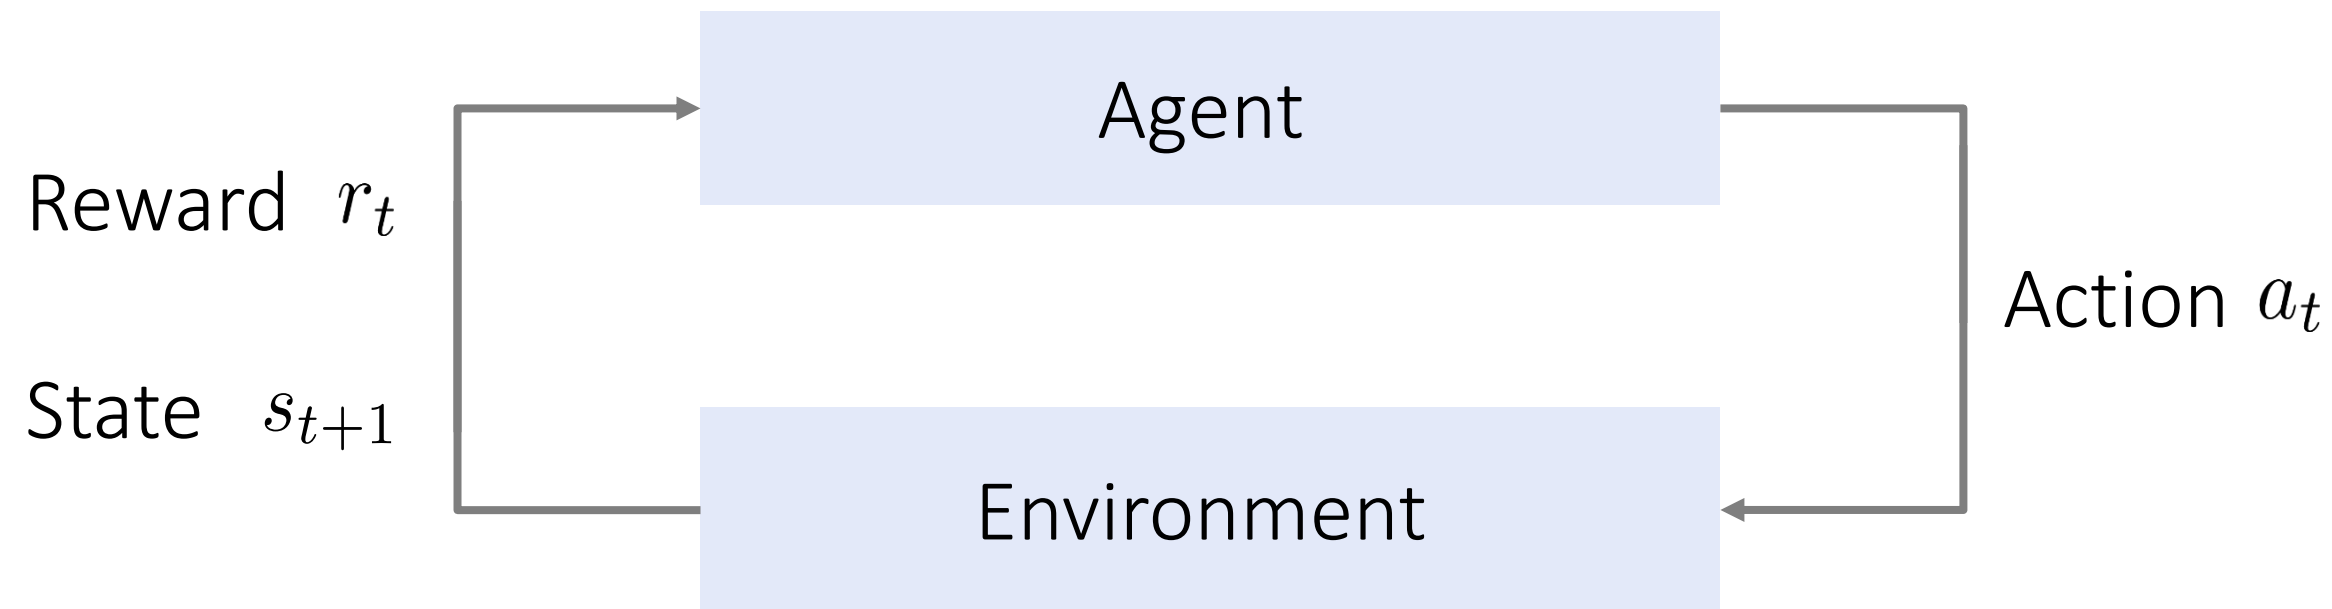 Agent
Reward r_t
Action a_t
State s_{t+1}
Environment